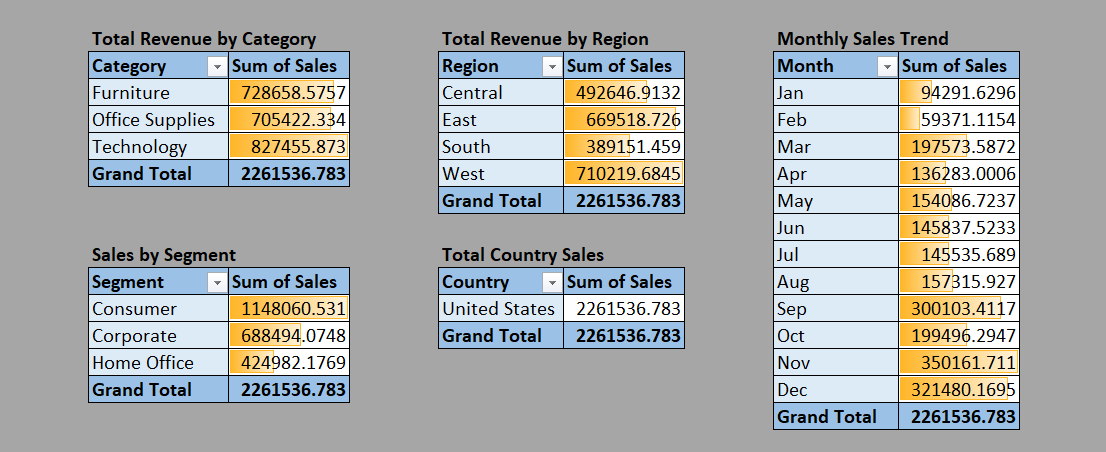 Total Revenue by Category
Category Sum of Sales
Furniture 728658.5757
Office Supplies 705422.334
Technology 827455.873
Grand Total 2261536.783
Total Revenue by Region
Region Sum of Sales
Central 492646.9132
East 669518.726
South 389151.459
West 710219.6845
Grand Total 2261536.783
Monthly Sales Trend
Month Sum of Sales
Jan 94291.6296
Feb 59371.1154
Mar 197573.5872
Apr 136283.0006
May 154086.7237
Jun 145837.5233
Jul 145535.689
Aug 157315.927
Sep 300103.4117
Oct 199496.2947
Nov 350161.711
Dec 321480.1695
Grand Total 2261536.783
Sales by Segment
Segment Sum of Sales
Consumer 1148060.531
Corporate 688494.0748
Home Office 424982.1769
Grand Total 2261536.783
Total Country Sales
Country Sum of Sales
United States 2261536.783
Grand Total 2261536.783